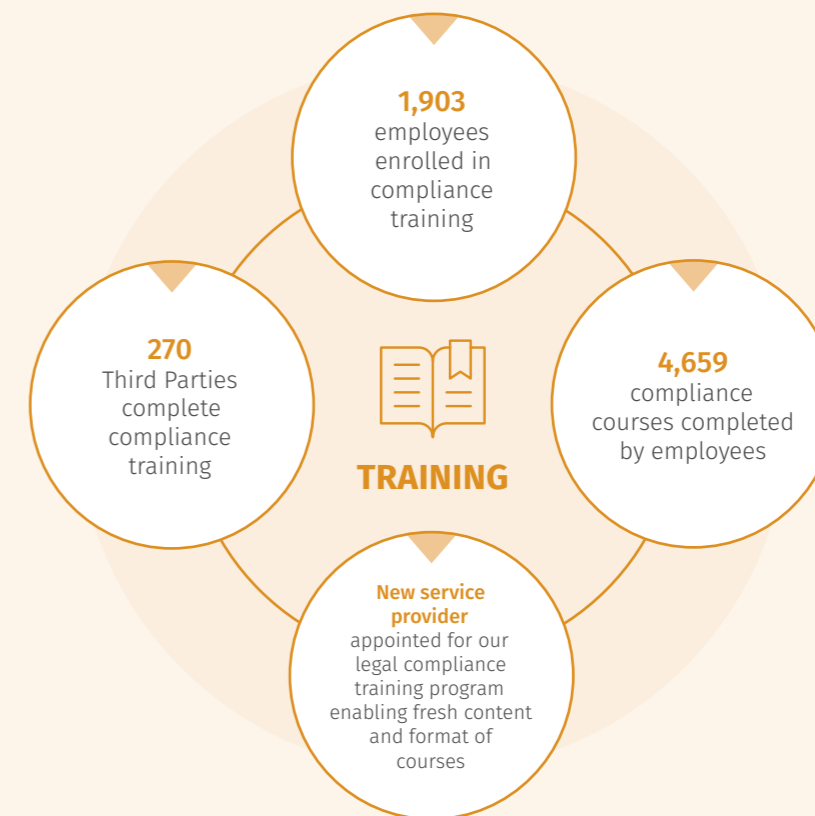 1,903
employees
enrolled in
compliance
training
270
Third Parties
complete
compliance
training
4,659
compliance
courses completed
by employees
TRAINING
New service
provider
appointed for our
legal compliance
training program
enabling fresh content
and format of
courses